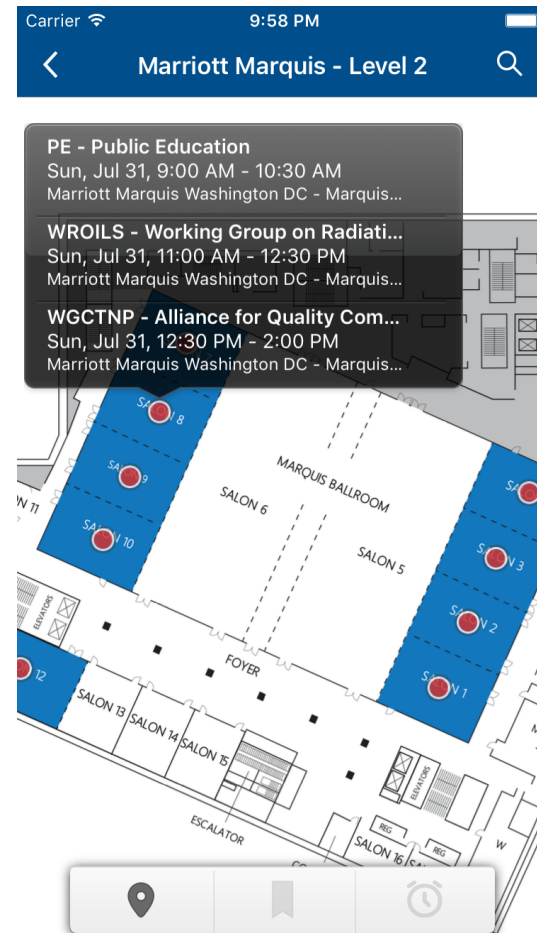 Carrier 9:58 PM
Marriott Marquis - Level 2
PE - Public Education
Sun, Jul 31, 9:00 AM - 10:30 AM
Marriott Marquis Washington DC - Marquis...
WROILS - Working Group on Radiati...
Sun, Jul 31, 11:00 AM - 12:30 PM
Marriott Marquis Washington DC - Marquis...
WGCTNP - Alliance for Quality Com...
Sun, Jul 31, 12:30 PM - 2:00 PM
Marriott Marquis Washington DC - Marquis...
SALON 8
SALON 9
SALON 10
MARQUIS BALLROOM
SALON 6
SALON 5
SALON 3
SALON 2
SALON 1
N 11
ELEVATORS
FOYER
12
SALON 13
SALON 14
SALON 15
ESCALATOR
ELEVATORS
REG
REG
SALON 16
W